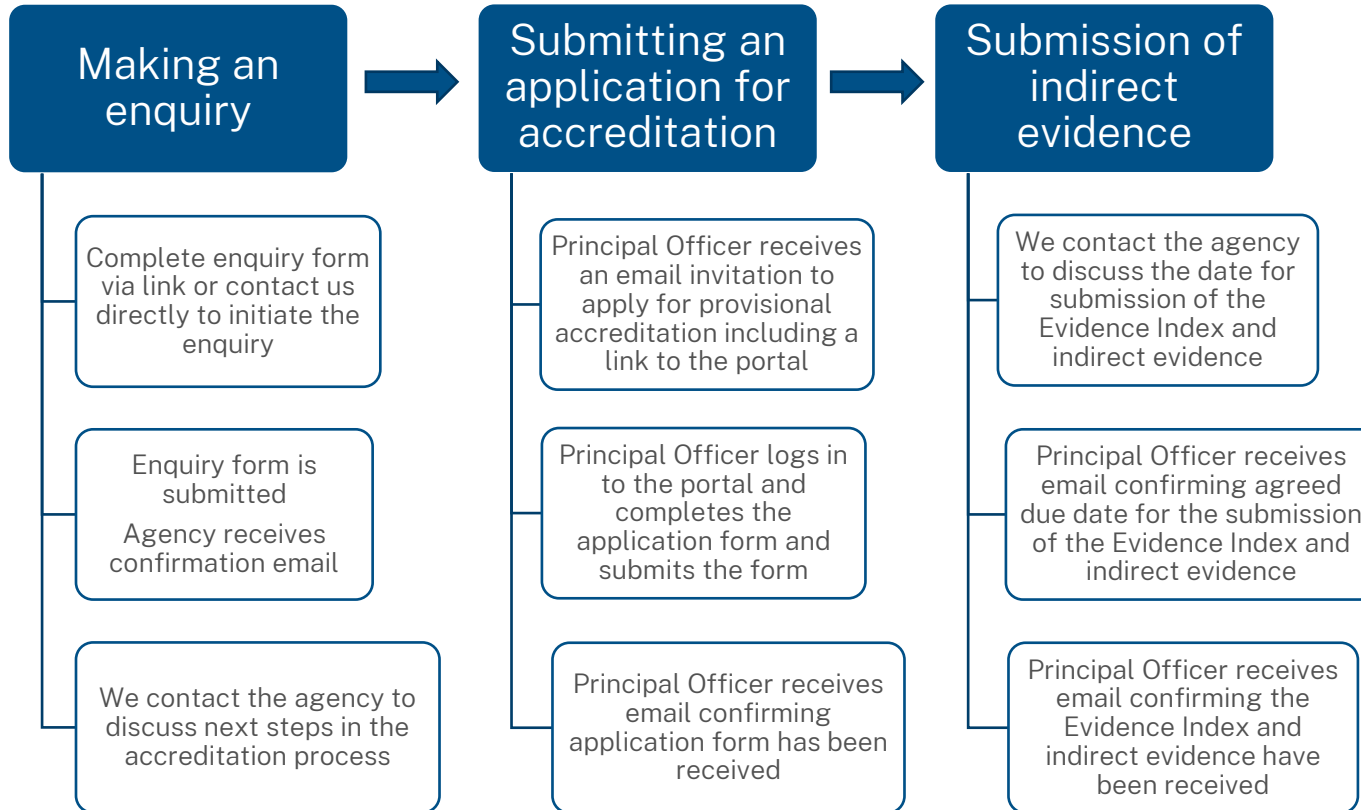 Making an
enquiry
Complete enquiry form
via link or contact us
directly to initiate the
enquiry
Enquiry form is
submitted
Agency receives
confirmation email
We contact the agency to
discuss next steps in the
accreditation process
Submitting an
application for
accreditation
Principal Officer receives
an email invitation to
apply for provisional
accreditation including a
link to the portal
Principal Officer logs in
to the portal and
completes the
application form and
submits the form
Principal Officer receives
email confirming
application form has been
received
Submission of
indirect
evidence
We contact the agency
to discuss the date for
submission of the
Evidence Index and
indirect evidence
Principal Officer receives
email confirming agreed
due date for the submission
of the Evidence Index and
indirect evidence
Principal Officer receives
email confirming the
Evidence Index and
indirect evidence have
been received